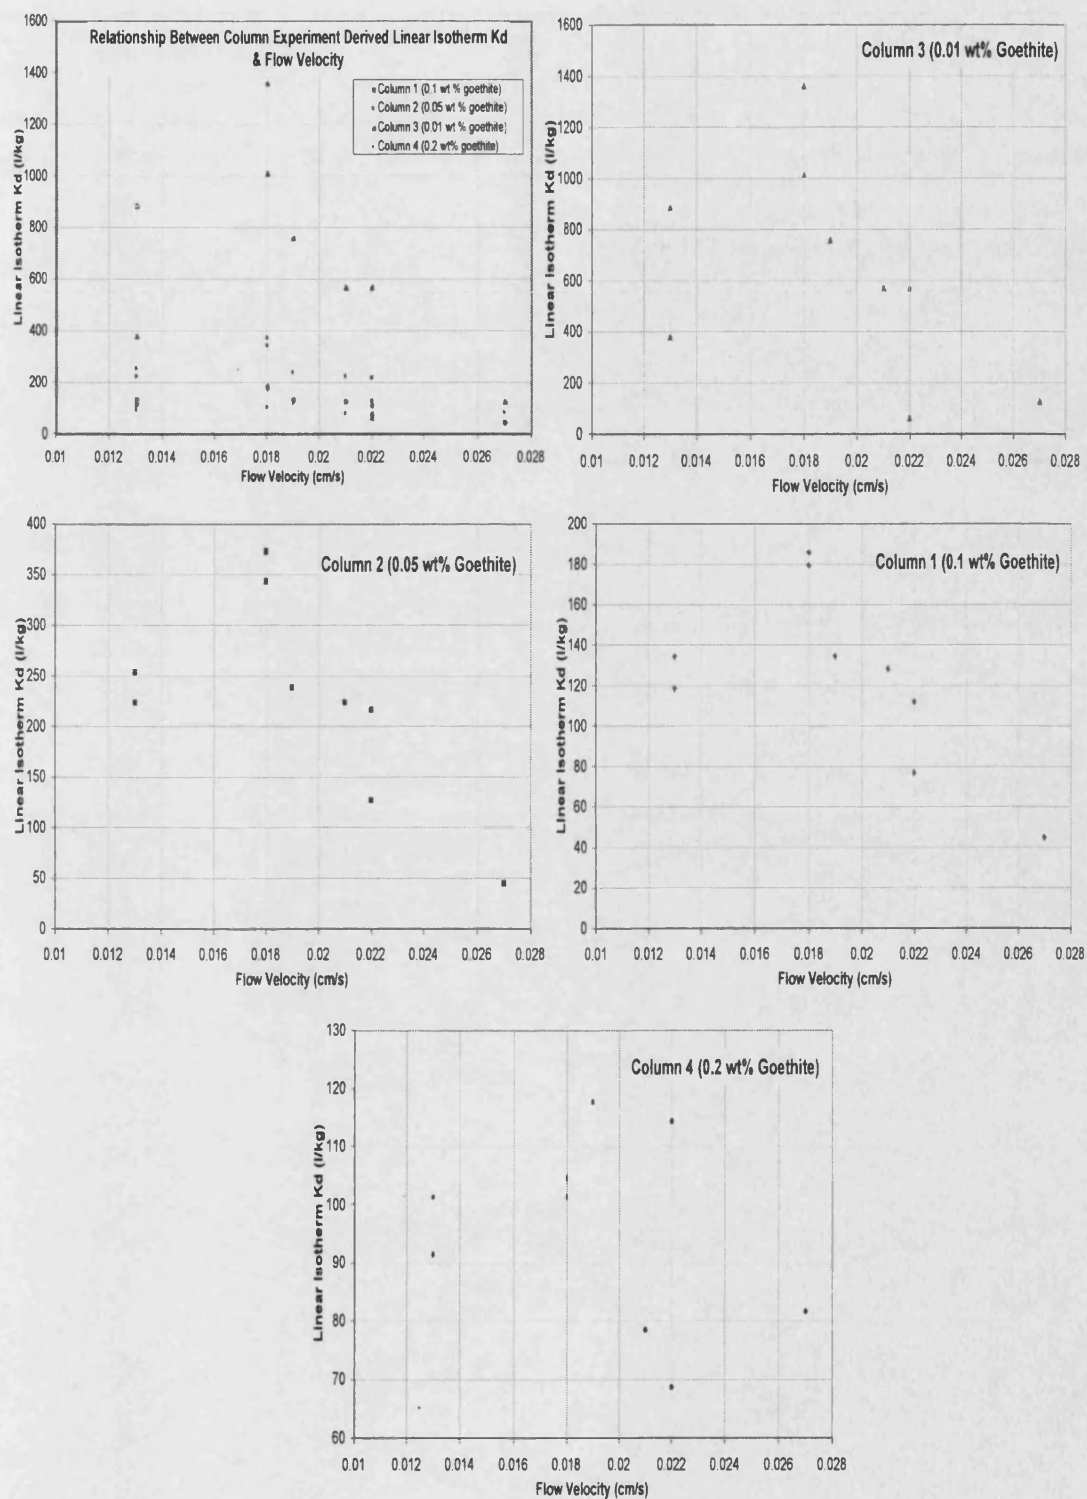 Relationship Between Column Experiment Derived Linear Isotherm Kd
& Flow Velocity
Column 1 (0.1 wt % goethite)
Column 2 (0.05 wt % goethite)
Column 3 (0.01 wt % goethite)
Column 4 (0.2 wt% goethite)
Linear Isotherm Kd (l/kg)
1600
1400
1200
1000
800
600
400
200
0
0.01 0.012 0.014 0.016 0.018 0.02 0.022 0.024 0.026 0.028
Flow Velocity (cm/s)
Column 3 (0.01 wt% Goethite)
Linear Isotherm Kd (l/kg)
1600
1400
1200
1000
800
600
400
200
0
0.01 0.012 0.014 0.016 0.018 0.02 0.022 0.024 0.026 0.028
Flow Velocity (cm/s)
Column 2 (0.05 wt% Goethite)
Linear Isotherm Kd (l/kg)
400
350
300
250
200
150
100
50
0
0.01 0.012 0.014 0.016 0.018 0.02 0.022 0.024 0.026 0.028
Flow Velocity (cm/s)
Column 1 (0.1 wt% Goethite)
Linear Isotherm Kd (l/kg)
200
180
160
140
120
100
80
60
40
20
0
0.01 0.012 0.014 0.016 0.018 0.02 0.022 0.024 0.026 0.028
Flow Velocity (cm/s)
Column 4 (0.2 wt% Goethite)
Linear Isotherm Kd (l/kg)
130
120
110
100
90
80
70
60
0.01 0.012 0.014 0.016 0.018 0.02 0.022 0.024 0.026 0.028
Flow Velocity (cm/s)